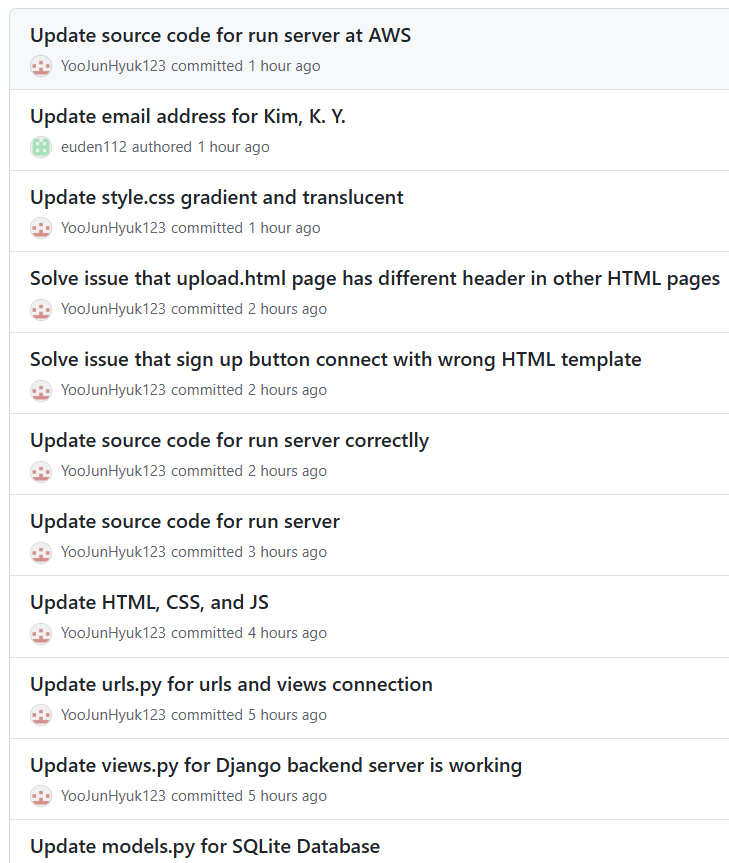 Update source code for run server at AWS
YooJunHyuk123 committed 1 hour ago
Update email address for Kim, K. Y.
euden112 authored 1 hour ago
Update style.css gradient and translucent
YooJunHyuk123 committed 1 hour ago
Solve issue that upload.html page has different header in other HTML pages
YooJunHyuk123 committed 2 hours ago
Solve issue that sign up button connect with wrong HTML template
YooJunHyuk123 committed 2 hours ago
Update source code for run server correctlly
YooJunHyuk123 committed 2 hours ago
Update source code for run server
YooJunHyuk123 committed 3 hours ago
Update HTML, CSS, and JS
YooJunHyuk123 committed 4 hours ago
Update urls.py for urls and views connection
YooJunHyuk123 committed 5 hours ago
Update views.py for Django backend server is working
YooJunHyuk123 committed 5 hours ago
Update models.py for SQLite Database